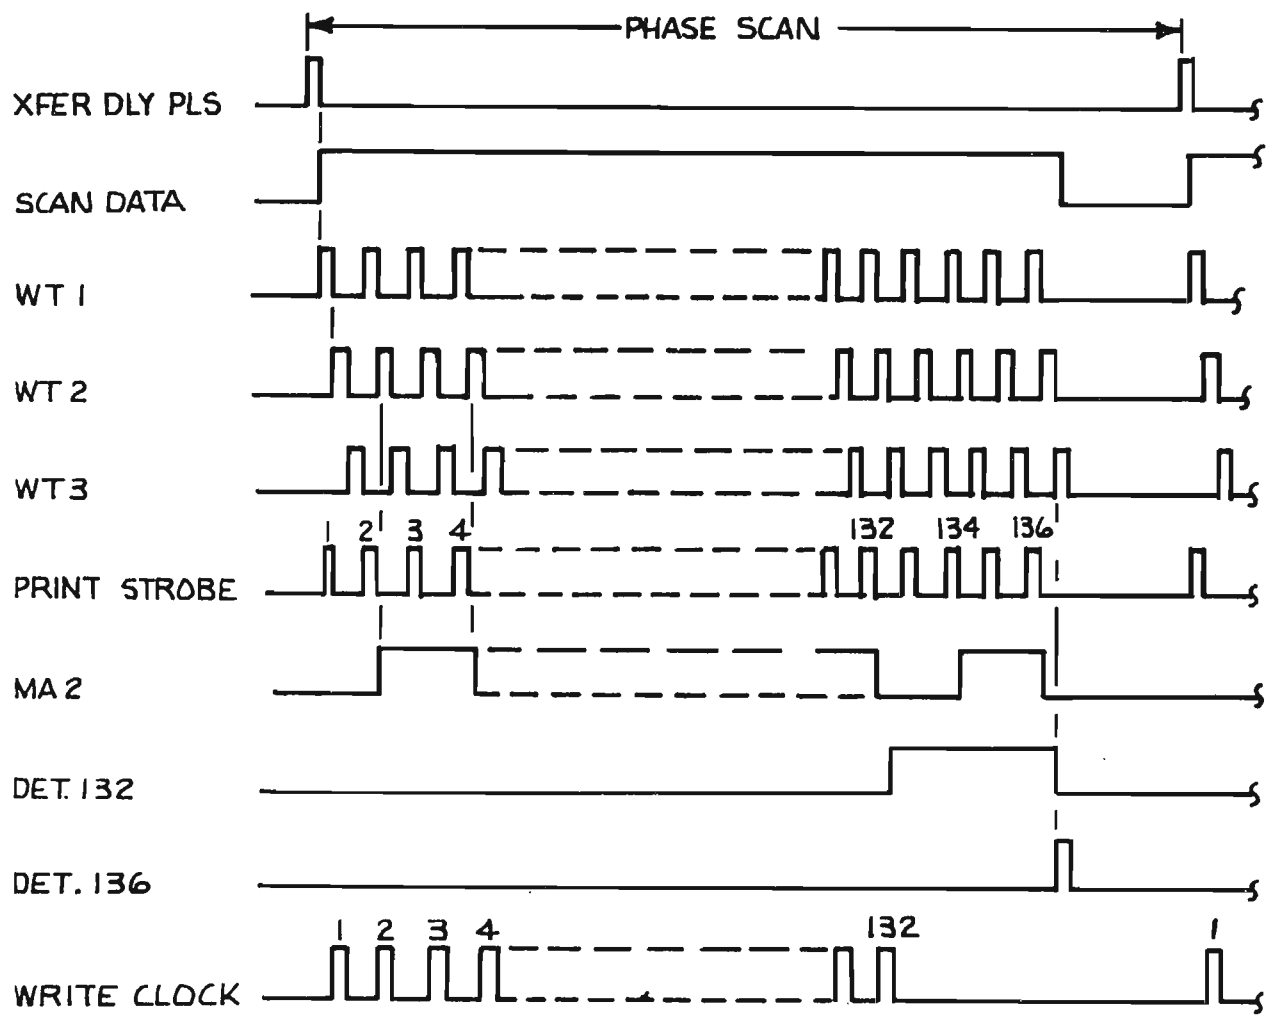 PHASE SCAN
XFER DLY PLS
SCAN DATA
WT 1
WT 2
WT 3
1 2 3 4 132 134 136
PRINT STROBE
MA 2
DET. 132
DET. 136
1 2 3 4 132 1
WRITE CLOCK